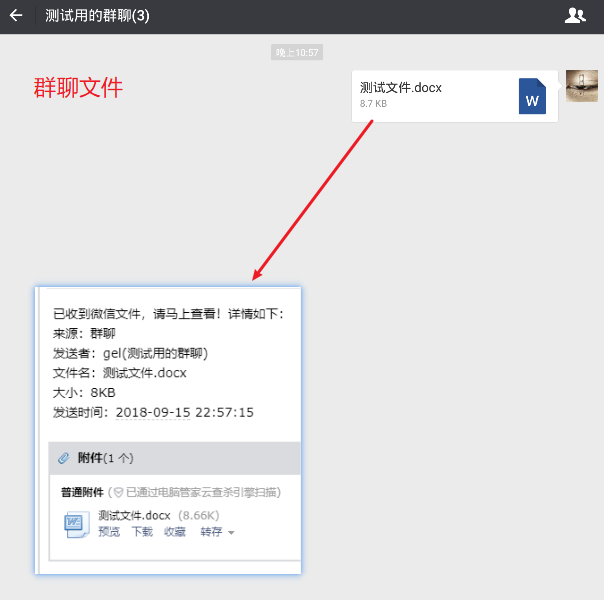 测试用的群聊(3)
晚上10:57
群聊文件
测试文件.docx
8.7 KB
W
已收到微信文件，请马上查看！详情如下：
来源：群聊
发送者：gel(测试用的群聊)
文件名：测试文件.docx
大小：8KB
发送时间：2018-09-15 22:57:15
附件(1 个)
普通附件 (已通过电脑管家云查杀引擎扫描)
测试文件.docx (8.66K)
预览 下载 收藏 转存